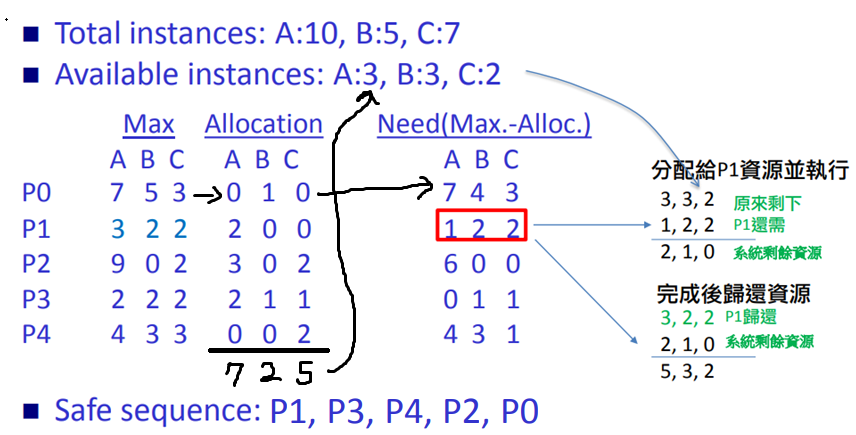 ■ Total instances: A:10, B:5, C:7
■ Available instances: A:3, B:3, C:2
Max Allocation Need(Max.-Alloc.)
A B C A B C A B C
P0 7 5 3 0 1 0 7 4 3
P1 3 2 2 2 0 0 1 2 2
P2 9 0 2 3 0 2 6 0 0
P3 2 2 2 2 1 1 0 1 1
P4 4 3 3 0 0 2 4 3 1
7 2 5
分配給P1資源並執行
3, 3, 2 原來剩下
1, 2, 2 P1還需
2, 1, 0 系統剩餘資源
完成後歸還資源
3, 2, 2 P1歸還
2, 1, 0 系統剩餘資源
5, 3, 2
■ Safe sequence: P1, P3, P4, P2, P0